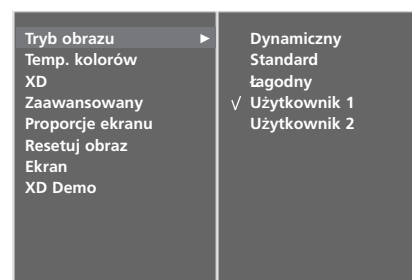 Tryb obrazu ►
Temp. kolorów
XD
Zaawansowany
Proporcje ekranu
Resetuj obraz
Ekran
XD Demo
Dynamiczny
Standard
Łagodny
√ Użytkownik 1
Użytkownik 2